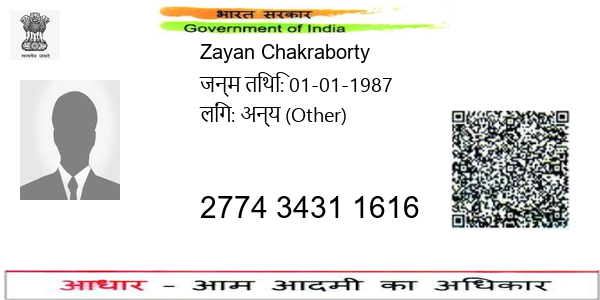 भारत सरकार
Government of India
सत्यमेव जयते
Zayan Chakraborty
जन्म तिथि: 01-01-1987
लिंग: अन्य (Other)
2774 3431 1616
आधार - आम आदमी का अधिकार